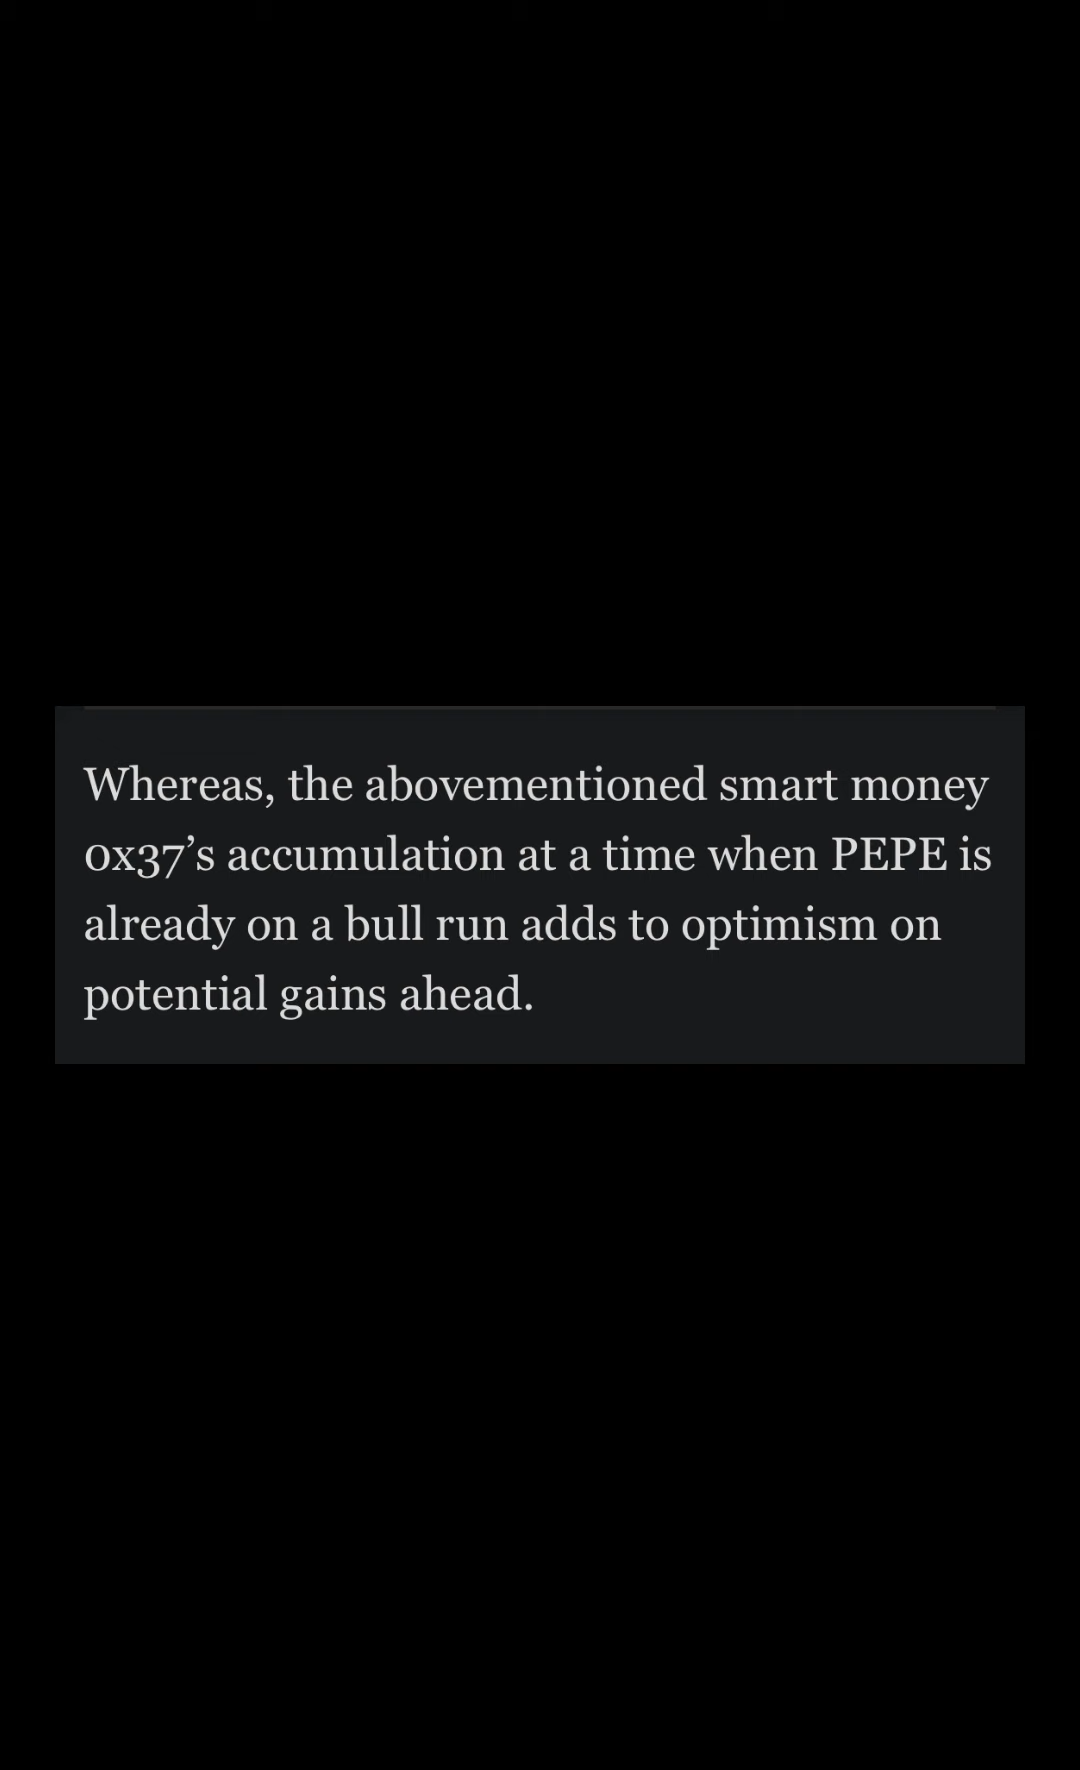 Whereas, the abovementioned smart money
0x37’s accumulation at a time when PEPE is
already on a bull run adds to optimism on
potential gains ahead.